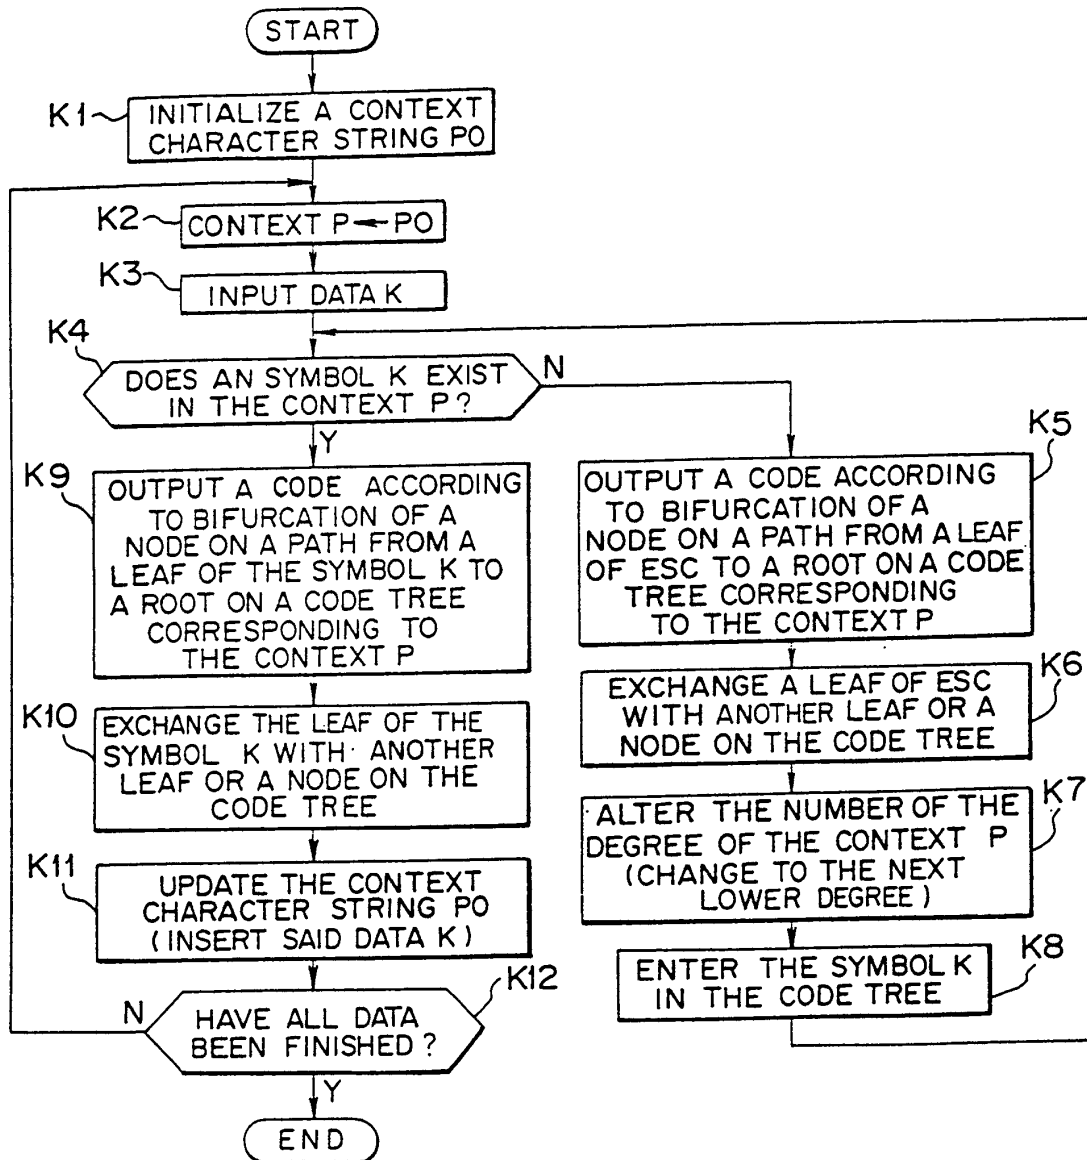 START
K1
INITIALIZE A CONTEXT
CHARACTER STRING PO
K2
CONTEXT P←PO
K3
INPUT DATA K
K4
DOES AN SYMBOL K EXIST
IN THE CONTEXT P?
N
Y
K9
OUTPUT A CODE ACCORDING
TO BIFURCATION OF A
NODE ON A PATH FROM A
LEAF OF THE SYMBOL K TO
A ROOT ON A CODE TREE
CORRESPONDING TO
THE CONTEXT P
K10
EXCHANGE THE LEAF OF THE
SYMBOL K WITH ANOTHER
LEAF OR A NODE ON THE
CODE TREE
K11
UPDATE THE CONTEXT
CHARACTER STRING PO
(INSERT SAID DATA K)
K12
N
HAVE ALL DATA
BEEN FINISHED?
Y
END
K5
OUTPUT A CODE ACCORDING
TO BIFURCATION OF A
NODE ON A PATH FROM A LEAF
OF ESC TO A ROOT ON A CODE
TREE CORRESPONDING
TO THE CONTEXT P
K6
EXCHANGE A LEAF OF ESC
WITH ANOTHER LEAF OR A
NODE ON THE CODE TREE
K7
ALTER THE NUMBER OF THE
DEGREE OF THE CONTEXT P
(CHANGE TO THE NEXT
LOWER DEGREE)
K8
ENTER THE SYMBOL K
IN THE CODE TREE